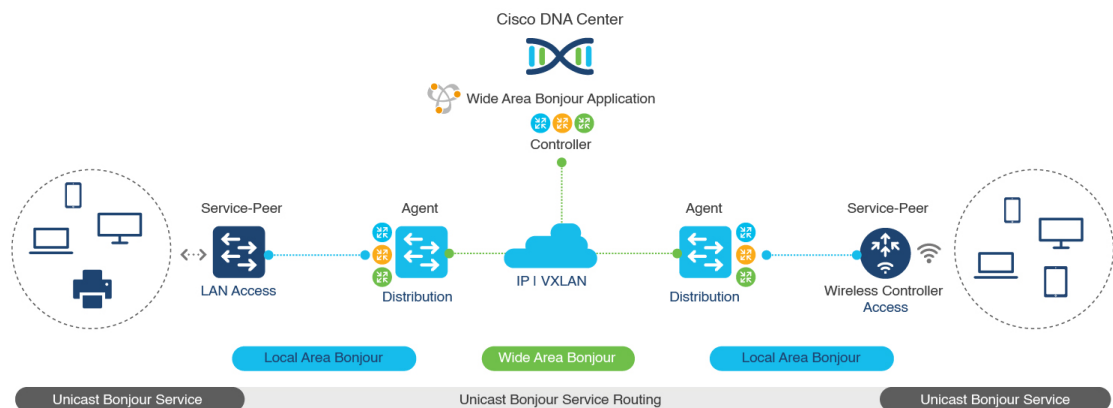 Cisco DNA Center
Wide Area Bonjour Application
Controller
Service-Peer
Agent
Agent
Service-Peer
LAN Access
Distribution
IP | VXLAN
Distribution
Wireless Controller
Access
Local Area Bonjour
Wide Area Bonjour
Local Area Bonjour
Unicast Bonjour Service
Unicast Bonjour Service Routing
Unicast Bonjour Service